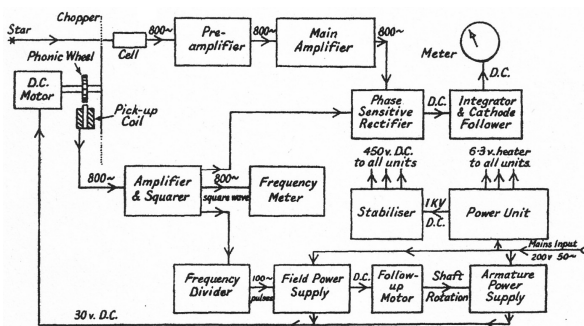 Chopper
Star
800~
Cell
Pre-
amplifier
800~
Main
Amplifier
800~
Meter
D.C.
Phonic Wheel
D.C.
Motor
Pick-up
Coil
Phase
Sensitive
Rectifier
D.C.
Integrator
& Cathode
Follower
450v. D.C.
to all units
6·3v. heater
to all units
800~
Amplifier
& Squarer
800~
square wave
Frequency
Meter
Stabiliser
1KV
D.C.
Power Unit
Mains Input
200v 50~
Frequency
Divider
100~
pulses
Field Power
Supply
D.C.
Follow-
up
Motor
Shaft
Rotation
Armature
Power
Supply
30 v. D.C.